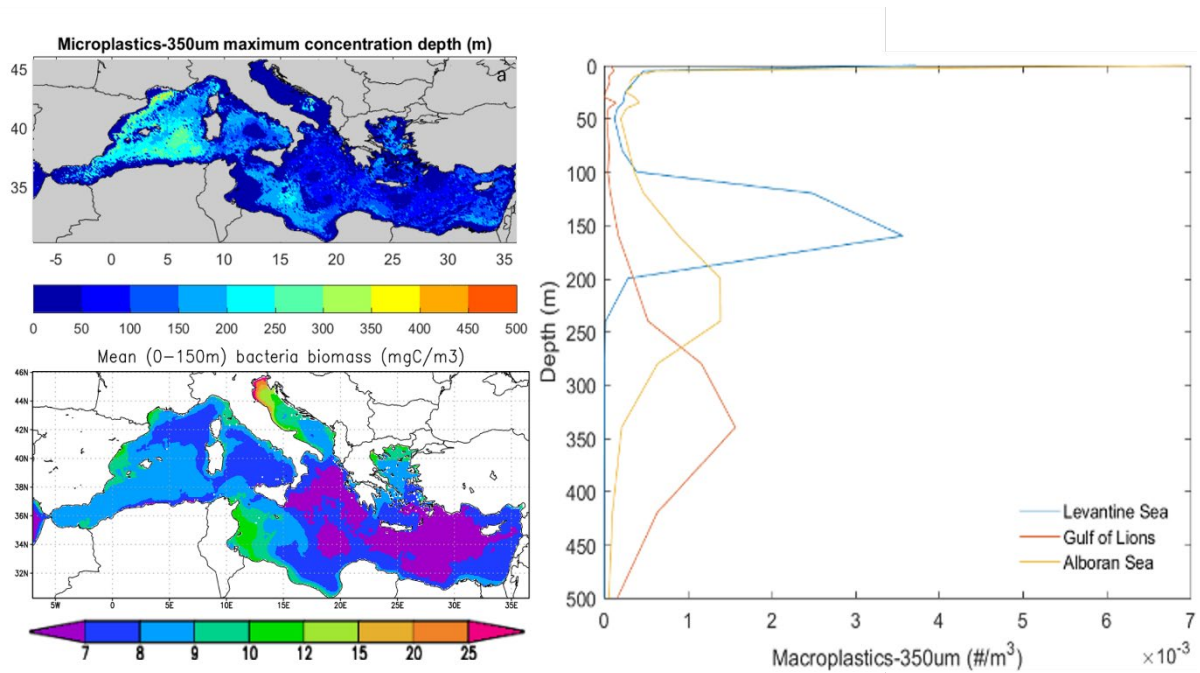 Microplastics-350um maximum concentration depth (m)
a
45
40
35
-5 0 5 10 15 20 25 30 35
0 50 100 150 200 250 300 350 400 450 500
Mean (0-150m) bacteria biomass (mgC/m3)
46N
44N
42N
40N
38N
36N
34N
32N
5W 0 5E 10E 15E 20E 25E 30E 35E
7 8 9 10 12 15 20 25
0
50
100
150
200
250
300
350
400
450
500
Depth (m)
Levantine Sea
Gulf of Lions
Alboran Sea
0 1 2 3 4 5 6 7
Macroplastics-350um (#/m³)
×10⁻³